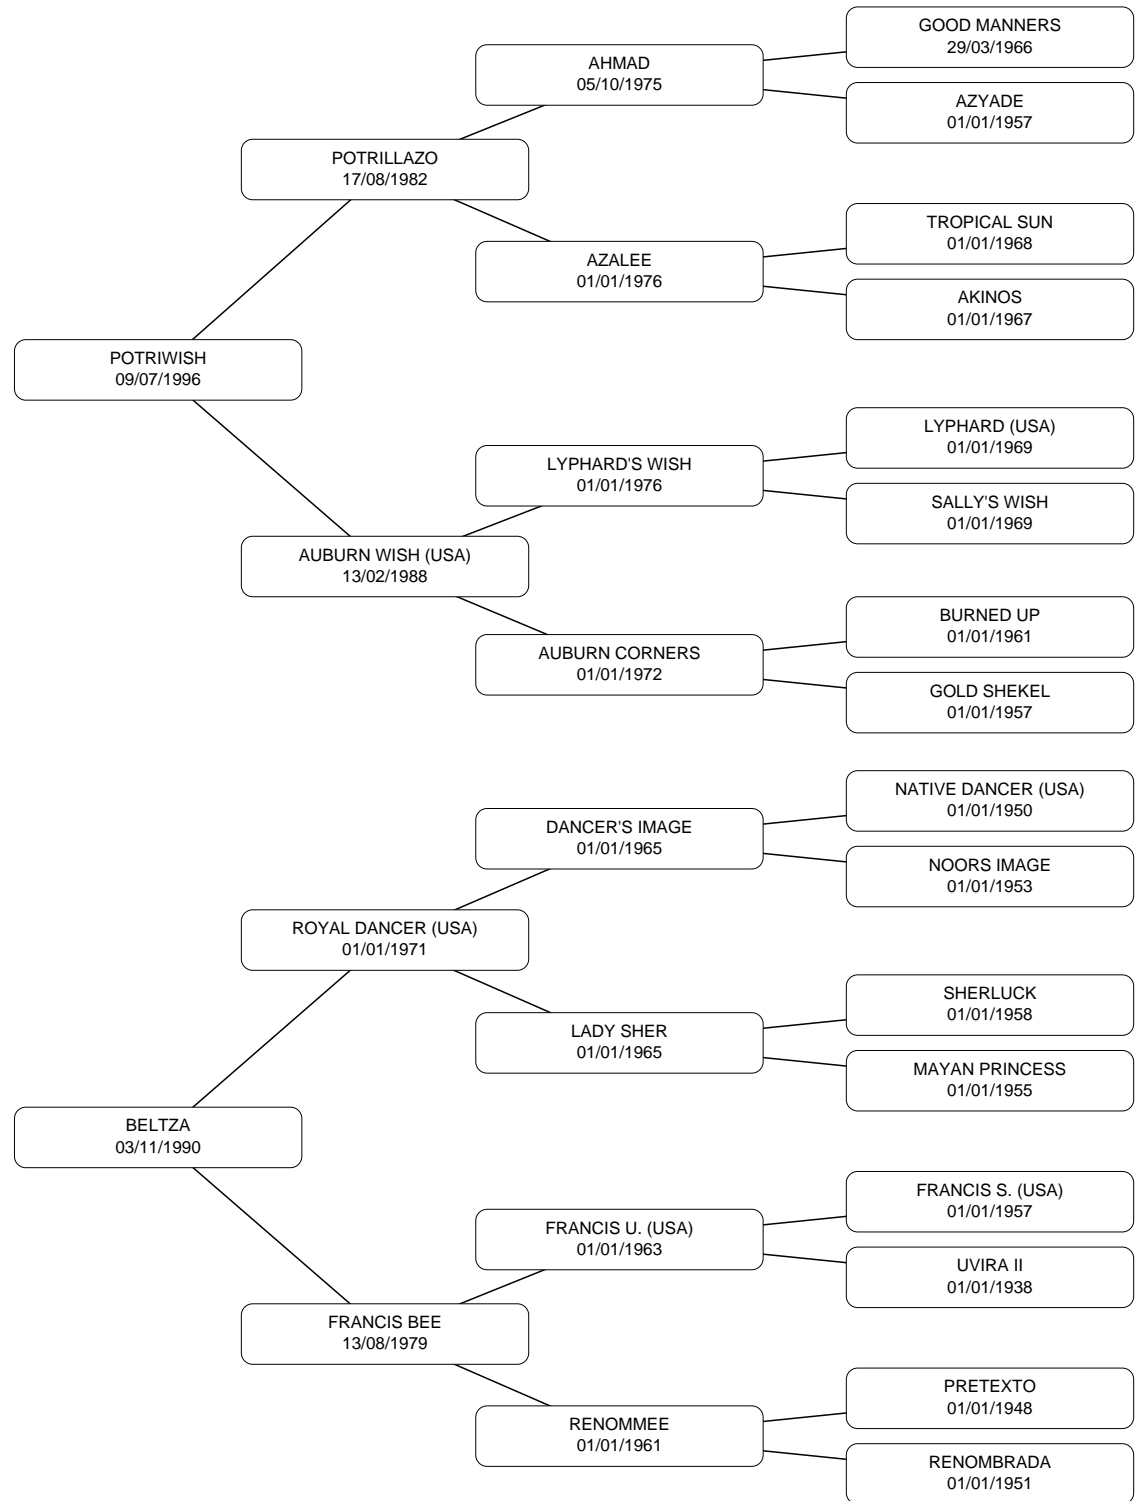 GOOD MANNERS
29/03/1966
AHMAD
05/10/1975
AZYADE
01/01/1957
POTRILLAZO
17/08/1982
TROPICAL SUN
01/01/1968
AZALEE
01/01/1976
AKINOS
01/01/1967
POTRIWISH
09/07/1996
LYPHARD (USA)
01/01/1969
LYPHARD'S WISH
01/01/1976
SALLY'S WISH
01/01/1969
AUBURN WISH (USA)
13/02/1988
BURNED UP
01/01/1961
AUBURN CORNERS
01/01/1972
GOLD SHEKEL
01/01/1957
NATIVE DANCER (USA)
01/01/1950
DANCER'S IMAGE
01/01/1965
NOORS IMAGE
01/01/1953
ROYAL DANCER (USA)
01/01/1971
SHERLUCK
01/01/1958
LADY SHER
01/01/1965
MAYAN PRINCESS
01/01/1955
BELTZA
03/11/1990
FRANCIS S. (USA)
01/01/1957
FRANCIS U. (USA)
01/01/1963
UVIRA II
01/01/1938
FRANCIS BEE
13/08/1979
PRETEXTO
01/01/1948
RENOMMEE
01/01/1961
RENOMBRADA
01/01/1951